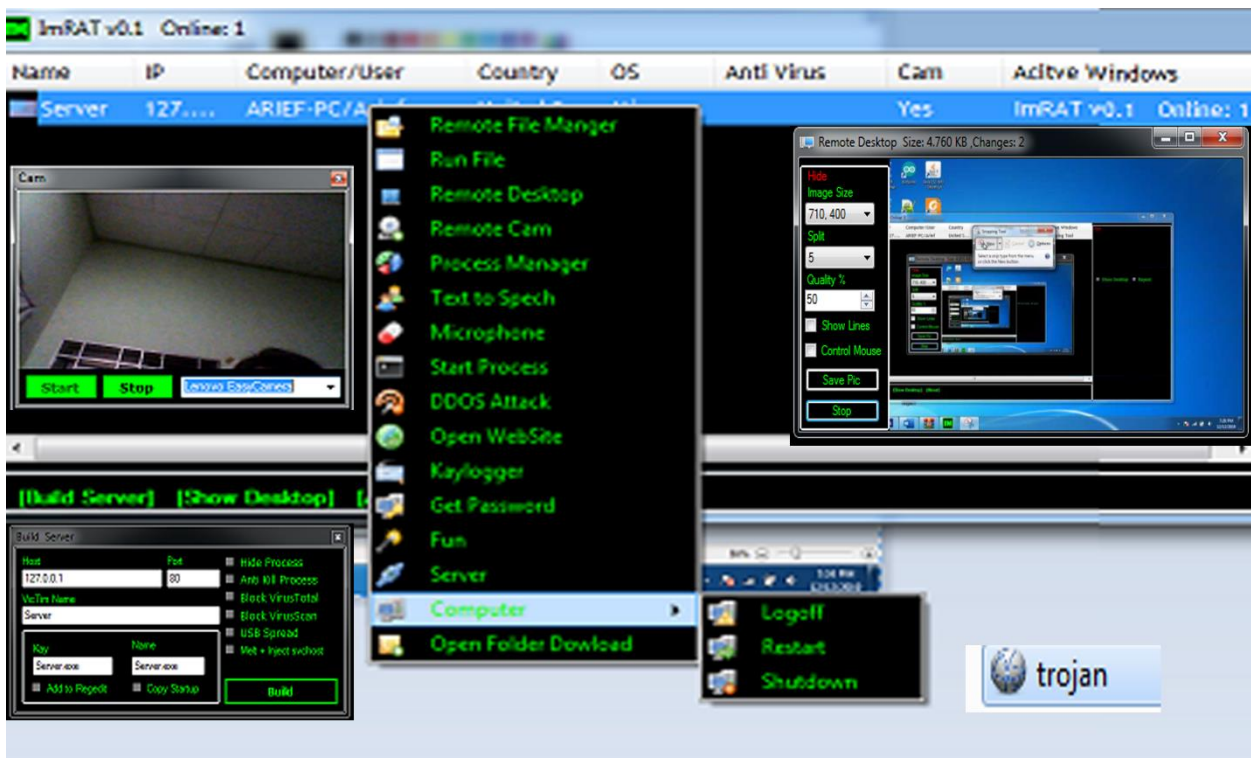 ImRAT v0.1 Online: 1
Name IP Computer/User Country OS Anti Virus Cam Acitve Windows
Server 127.... ARIEF-PC/A Yes ImRAT v0.1 Online: 1
Remote File Manger
Run File
Remote Desktop
Remote Cam
Process Manager
Text to Spech
Microphone
Start Process
DDOS Attack
Open WebSite
Kaylogger
Get Password
Fun
Server
Computer
Open Folder Dowload
Logoff
Restart
Shutdown
Cam
Start Stop Lenovo EasyCamera
Remote Desktop Size: 4.760 KB ,Changes: 2
Hide
Image Size
710, 400
Split
5
Quality %
50
Show Lines
Control Mouse
Save Pic
Stop
[Build Server] [Show Desktop]
Build Server
Host Port
127.0.0.1 80
VicTim Name
Server
Kay Name
Server.exe Server.exe
Add to Regedit Copy Startup
Hide Process
Anti Kill Process
Block VirusTotal
Block VirusScan
USB Spread
Melt + Inject svchost
Build
trojan